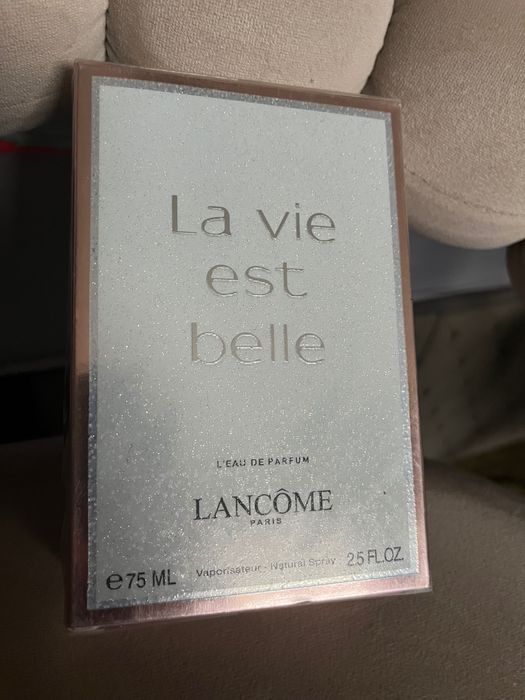 La vie
est
belle
L'EAU DE PARFUM
LANCÔME
PARIS
℮75 ML Vaporisateur - Natural Spray 2.5 FL.OZ.